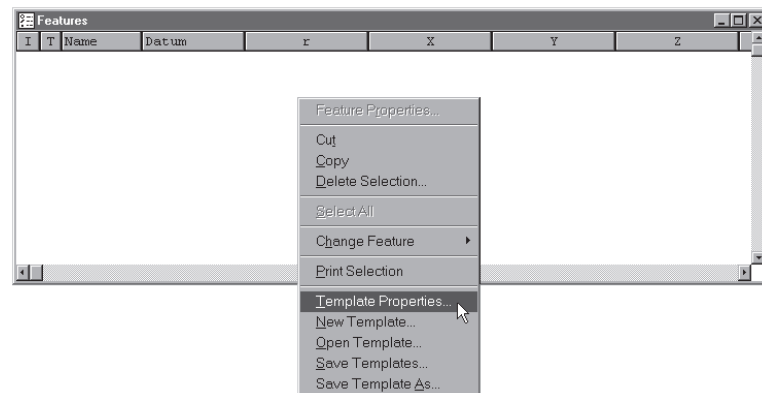 Features
I T Name Datum r X Y Z
Feature Properties...
Cut
Copy
Delete Selection...
Select All
Change Feature
Print Selection
Template Properties...
New Template...
Open Template...
Save Templates...
Save Template As...